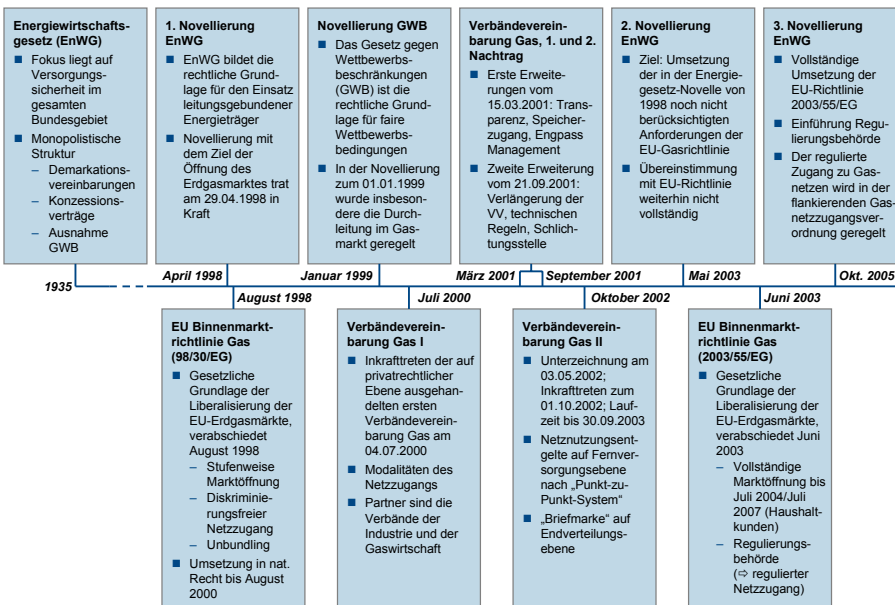 Energiewirtschafts-
gesetz (EnWG)
■ Fokus liegt auf
Versorgungs-
sicherheit im
gesamten
Bundesgebiet
■ Monopolistische
Struktur
– Demarkations-
vereinbarungen
– Konzessions-
verträge
– Ausnahme
GWB
1. Novellierung
EnWG
■ EnWG bildet die
rechtliche Grund-
lage für den Einsatz
leitungsgebundener
Energieträger
■ Novellierung mit
dem Ziel der
Öffnung des
Erdgasmarktes trat
am 29.04.1998 in
Kraft
Novellierung GWB
■ Das Gesetz gegen
Wettbewerbs-
beschränkungen
(GWB) ist die
rechtliche Grund-
lage für faire
Wettbewerbs-
bedingungen
■ In der Novellierung
zum 01.01.1999
wurde insbeson-
dere die Durch-
leitung im Gas-
markt geregelt
Verbändeverein-
barung Gas, 1. und 2.
Nachtrag
■ Erste Erweite-
rungen vom
15.03.2001: Trans-
parenz, Speicher-
zugang, Engpass
Management
■ Zweite Erweiterung
vom 21.09.2001:
Verlängerung der
VV, technischen
Regeln, Schlich-
tungsstelle
2. Novellierung
EnWG
■ Ziel: Umsetzung
der in der Energie-
gesetz-Novelle von
1998 noch nicht
berücksichtigten
Anforderungen der
EU-Gasrichtlinie
■ Übereinstimmung
mit EU-Richtlinie
weiterhin nicht
vollständig
3. Novellierung
EnWG
■ Vollständige
Umsetzung der
EU-Richtlinie
2003/55/EG
■ Einführung Regu-
lierungsbehörde
■ Der regulierte
Zugang zu Gas-
netzen wird in der
flankierenden Gas-
netzzugangsver-
ordnung geregelt
1935
April 1998
Januar 1999
März 2001
September 2001
Mai 2003
Okt. 2005
August 1998
Juli 2000
Oktober 2002
Juni 2003
EU Binnenmarkt-
richtlinie Gas
(98/30/EG)
■ Gesetzliche
Grundlage der
Liberalisierung der
EU-Erdgasmärkte,
verabschiedet
August 1998
– Stufenweise
Marktöffnung
– Diskriminie-
rungsfreier
Netzzugang
– Unbundling
■ Umsetzung in nat.
Recht bis August
2000
Verbändeverein-
barung Gas I
■ Inkrafttreten der auf
privatrechtlicher
Ebene ausgehan-
delten ersten
Verbändeverein-
barung Gas am
04.07.2000
■ Modalitäten des
Netzzugangs
■ Partner sind die
Verbände der
Industrie und der
Gaswirtschaft
Verbändeverein-
barung Gas II
■ Unterzeichnung am
03.05.2002;
Inkrafttreten zum
01.10.2002; Lauf-
zeit bis 30.09.2003
■ Netznutzungsent-
gelte auf Fernver-
sorgungsebene
nach „Punkt-zu-
Punkt-System“
■ „Briefmarke“ auf
Endverteilungs-
ebene
EU Binnenmarkt-
richtlinie Gas
(2003/55/EG)
■ Gesetzliche
Grundlage der
Liberalisierung der
EU-Erdgasmärkte,
verabschiedet Juni
2003
– Vollständige
Marktöffnung bis
Juli 2004/Juli
2007 (Haushalt-
kunden)
– Regulierungs-
behörde
(⇨ regulierter
Netzzugang)